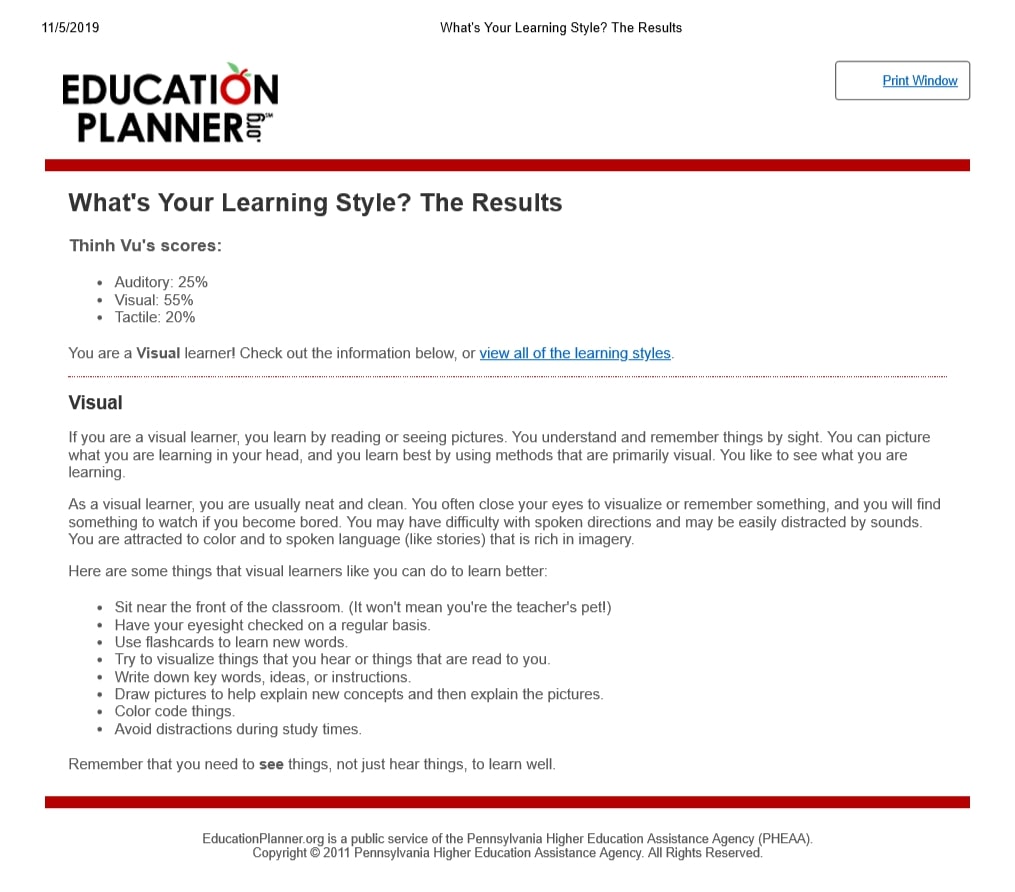 11/5/2019
What's Your Learning Style? The Results
EDUCATION
PLANNER.org™
Print Window
What's Your Learning Style? The Results
Thinh Vu's scores:
• Auditory: 25%
• Visual: 55%
• Tactile: 20%
You are a Visual learner! Check out the information below, or view all of the learning styles.
Visual
If you are a visual learner, you learn by reading or seeing pictures. You understand and remember things by sight. You can picture
what you are learning in your head, and you learn best by using methods that are primarily visual. You like to see what you are
learning.
As a visual learner, you are usually neat and clean. You often close your eyes to visualize or remember something, and you will find
something to watch if you become bored. You may have difficulty with spoken directions and may be easily distracted by sounds.
You are attracted to color and to spoken language (like stories) that is rich in imagery.
Here are some things that visual learners like you can do to learn better:
• Sit near the front of the classroom. (It won't mean you're the teacher's pet!)
• Have your eyesight checked on a regular basis.
• Use flashcards to learn new words.
• Try to visualize things that you hear or things that are read to you.
• Write down key words, ideas, or instructions.
• Draw pictures to help explain new concepts and then explain the pictures.
• Color code things.
• Avoid distractions during study times.
Remember that you need to see things, not just hear things, to learn well.
EducationPlanner.org is a public service of the Pennsylvania Higher Education Assistance Agency (PHEAA).
Copyright © 2011 Pennsylvania Higher Education Assistance Agency. All Rights Reserved.